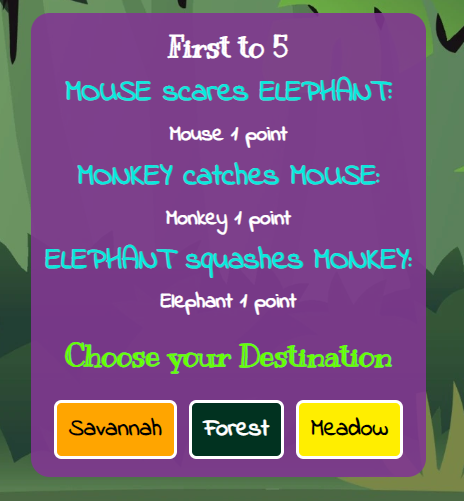 First to 5
MOUSE scares ELEPHANT:
Mouse 1 point
MONKEY catches MOUSE:
Monkey 1 point
ELEPHANT squashes MONKEY:
Elephant 1 point
Choose your Destination
Savannah Forest Meadow